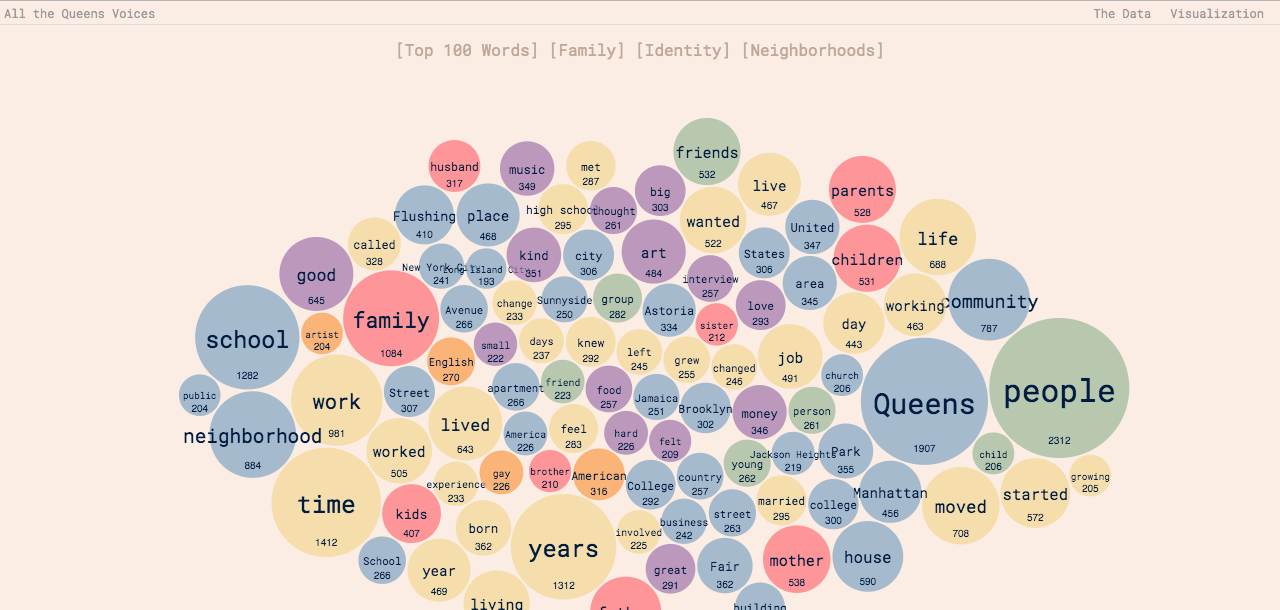 All the Queens Voices
The Data
Visualization
[Top 100 Words] [Family] [Identity] [Neighborhoods]
friends
532
husband
317
music
349
met
287
big
303
live
467
parents
528
Flushing
410
place
468
high school
295
thought
261
wanted
522
United
347
life
688
called
328
kind
351
city
306
art
484
States
306
children
531
good
645
New York City
241
Long Island City
193
interview
257
area
345
community
787
Avenue
266
change
233
Sunnyside
250
group
282
Astoria
334
love
293
working
463
school
1282
artist
204
family
1084
small
222
days
237
knew
292
left
245
sister
212
day
443
English
270
grew
255
changed
246
job
491
church
206
people
2312
public
204
work
981
Street
307
apartment
266
friend
223
food
257
Jamaica
251
Brooklyn
302
money
346
person
261
Queens
1907
neighborhood
884
lived
643
America
226
feel
283
hard
226
felt
209
worked
505
Jackson Heights
219
Park
355
child
206
experience
233
gay
226
brother
210
American
316
College
292
country
257
young
262
Manhattan
456
growing
205
time
1412
kids
407
born
362
years
1312
involved
225
business
242
street
263
married
295
college
300
moved
708
started
572
School
266
year
469
great
291
Fair
362
mother
538
house
590
living
building